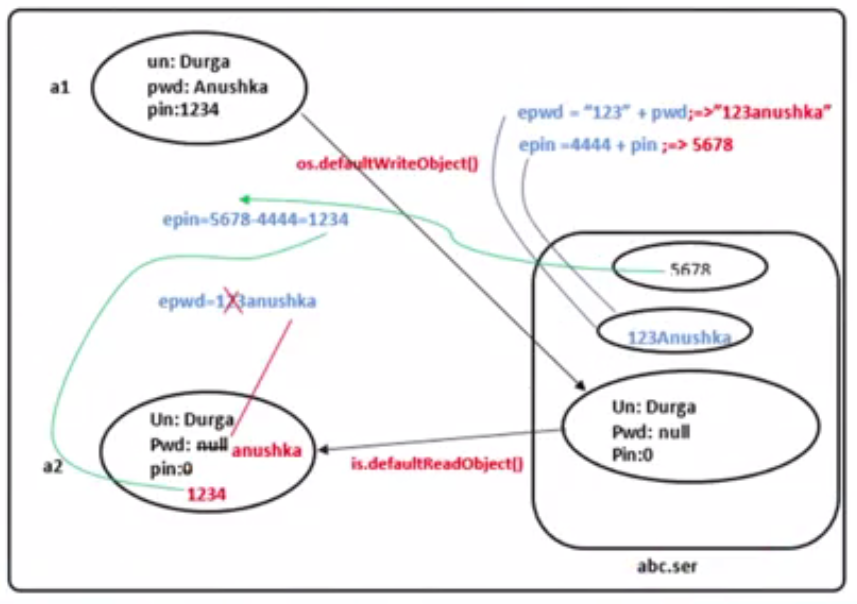 a1
un: Durga
pwd: Anushka
pin:1234
epwd = "123" + pwd;=>"123anushka"
epin =4444 + pin ;=> 5678
os.defaultWriteObject()
epin=5678-4444=1234
epwd=123anushka
5678
123Anushka
Un: Durga
Pwd: null
Pin:0
a2
Un: Durga
Pwd: null anushka
pin:0
1234
is.defaultReadObject()
abc.ser